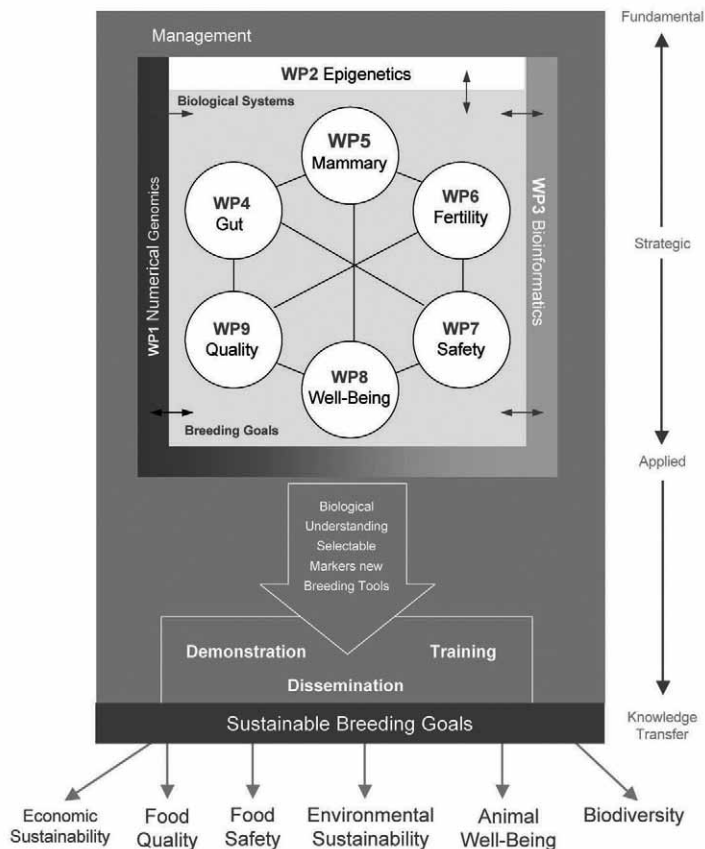 Fundamental
Management
WP2 Epigenetics
Biological Systems
WP5
Mammary
WP4
Gut
WP6
Fertility
WP1 Numerical Genomics
WP3 Bioinformatics
Strategic
WP9
Quality
WP7
Safety
WP8
Well-Being
Breeding Goals
Applied
Biological
Understanding
Selectable
Markers new
Breeding Tools
Demonstration
Training
Dissemination
Sustainable Breeding Goals
Knowledge
Transfer
Economic
Sustainability
Food
Quality
Food
Safety
Environmental
Sustainability
Animal
Well-Being
Biodiversity